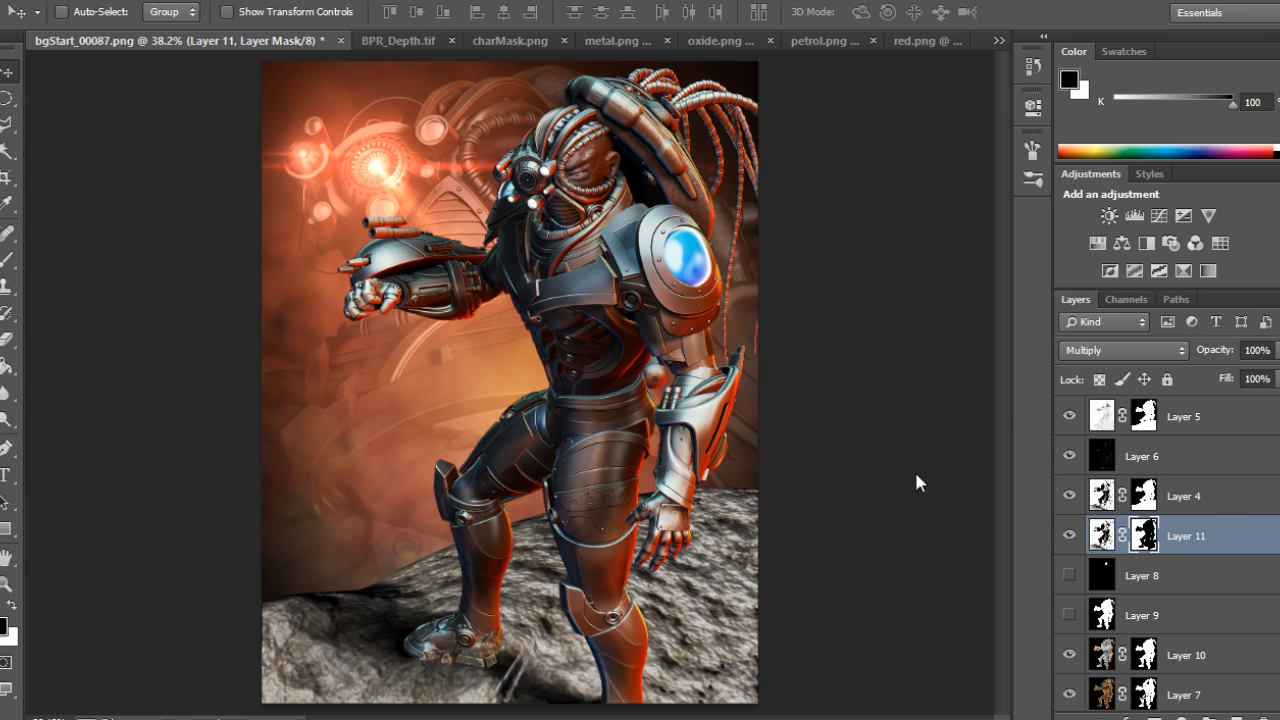 Auto-Select: Group Show Transform Controls 3D Mode: Essentials
bgStart_00087.png @ 38.2% (Layer 11, Layer Mask/8) * × BPR_Depth.tif × charMask.png × metal.png ... × oxide.png ... × petrol.png ... × red.png @ ...
Color Swatches
K 100 %
Adjustments Styles
Add an adjustment
Layers Channels Paths
Kind
Multiply Opacity: 100%
Lock: Fill: 100%
Layer 5
Layer 6
Layer 4
Layer 11
Layer 8
Layer 9
Layer 10
Layer 7